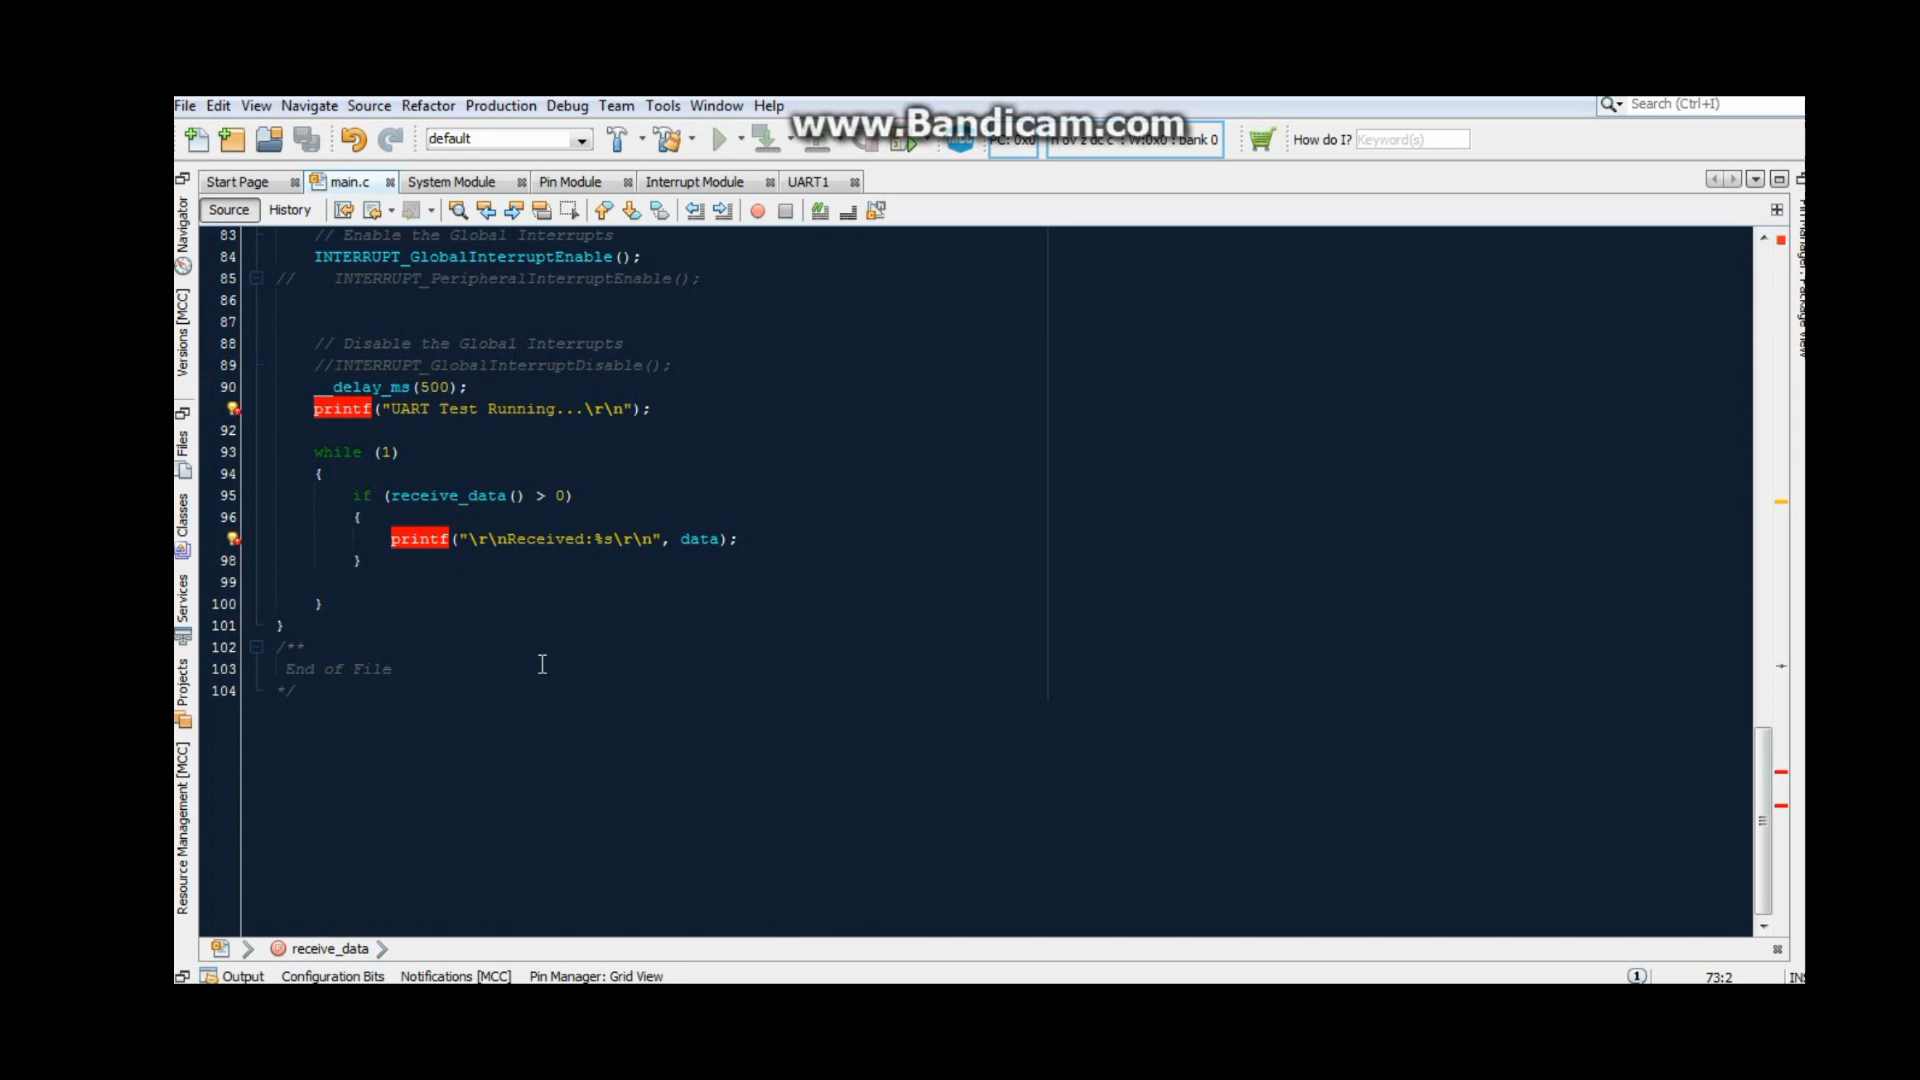 www.Bandicam.com
File Edit View Navigate Source Refactor Production Debug Team Tools Window Help
Search (Ctrl+I)
default
PC: 0x0
n ov z dc c : W:0x0 : bank 0
How do I? Keyword(s)
Start Page main.c System Module Pin Module Interrupt Module UART1
Source History
83 // Enable the Global Interrupts
84 INTERRUPT_GlobalInterruptEnable();
85 // INTERRUPT_PeripheralInterruptEnable();
86
87
88 // Disable the Global Interrupts
89 //INTERRUPT_GlobalInterruptDisable();
90 __delay_ms(500);
printf("UART Test Running...\r\n");
92
93 while (1)
94 {
95 if (receive_data() > 0)
96 {
printf("\r\nReceived:%s\r\n", data);
98 }
99
100 }
101 }
102 /**
103 End of File
104 */
Navigator
Versions [MCC]
Files
Classes
Services
Projects
Resource Management [MCC]
receive_data
Output Configuration Bits Notifications [MCC] Pin Manager: Grid View
1
73:2